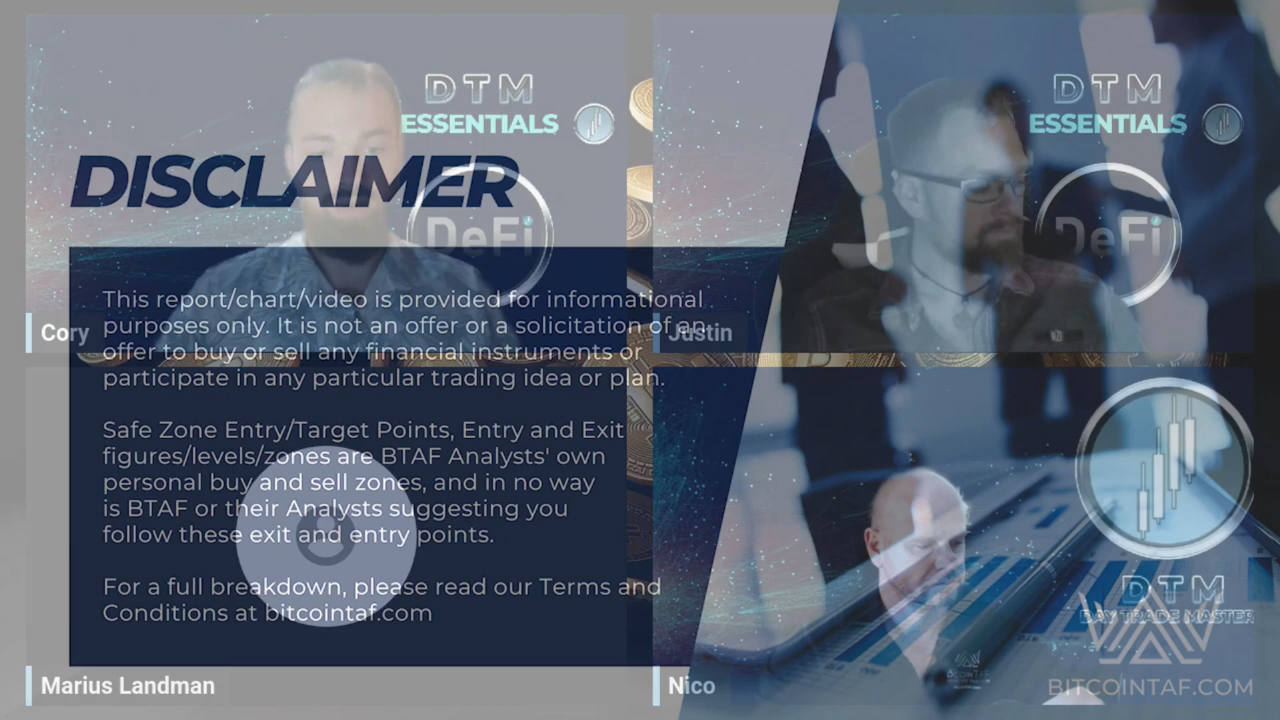 DTM
ESSENTIALS
DeFi
DTM
ESSENTIALS
DeFi
DISCLAIMER
This report/chart/video is provided for informational
purposes only. It is not an offer or a solicitation of an
offer to buy or sell any financial instruments or
participate in any particular trading idea or plan.
Safe Zone Entry/Target Points, Entry and Exit
figures/levels/zones are BTAF Analysts' own
personal buy and sell zones, and in no way
is BTAF or their Analysts suggesting you
follow these exit and entry points.
For a full breakdown, please read our Terms and
Conditions at bitcointaf.com
Cory
Justin
DTM
DAY TRADE MASTER
Marius Landman
Nico
BITCOINTAF.COM